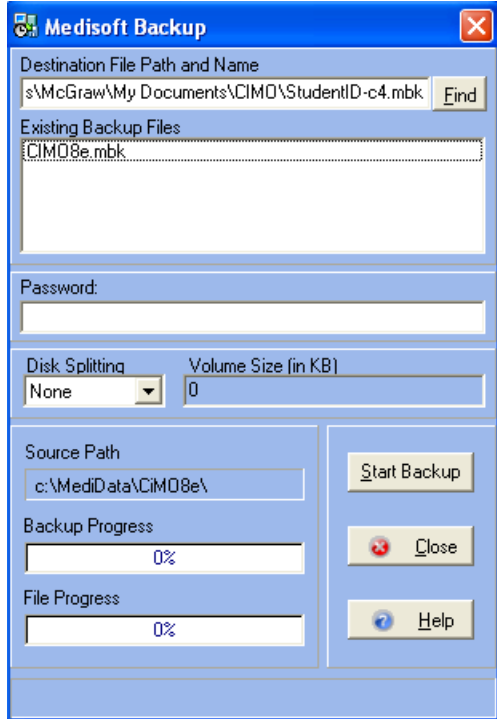 Medisoft Backup
Destination File Path and Name
s\McGraw\My Documents\CIMO\StudentID-c4.mbk Find
Existing Backup Files
CIMO8e.mbk
Password:
Disk Splitting Volume Size (in KB)
None 0
Source Path
c:\MediData\CiMO8e\
Start Backup
Backup Progress
0%
Close
File Progress
0%
Help